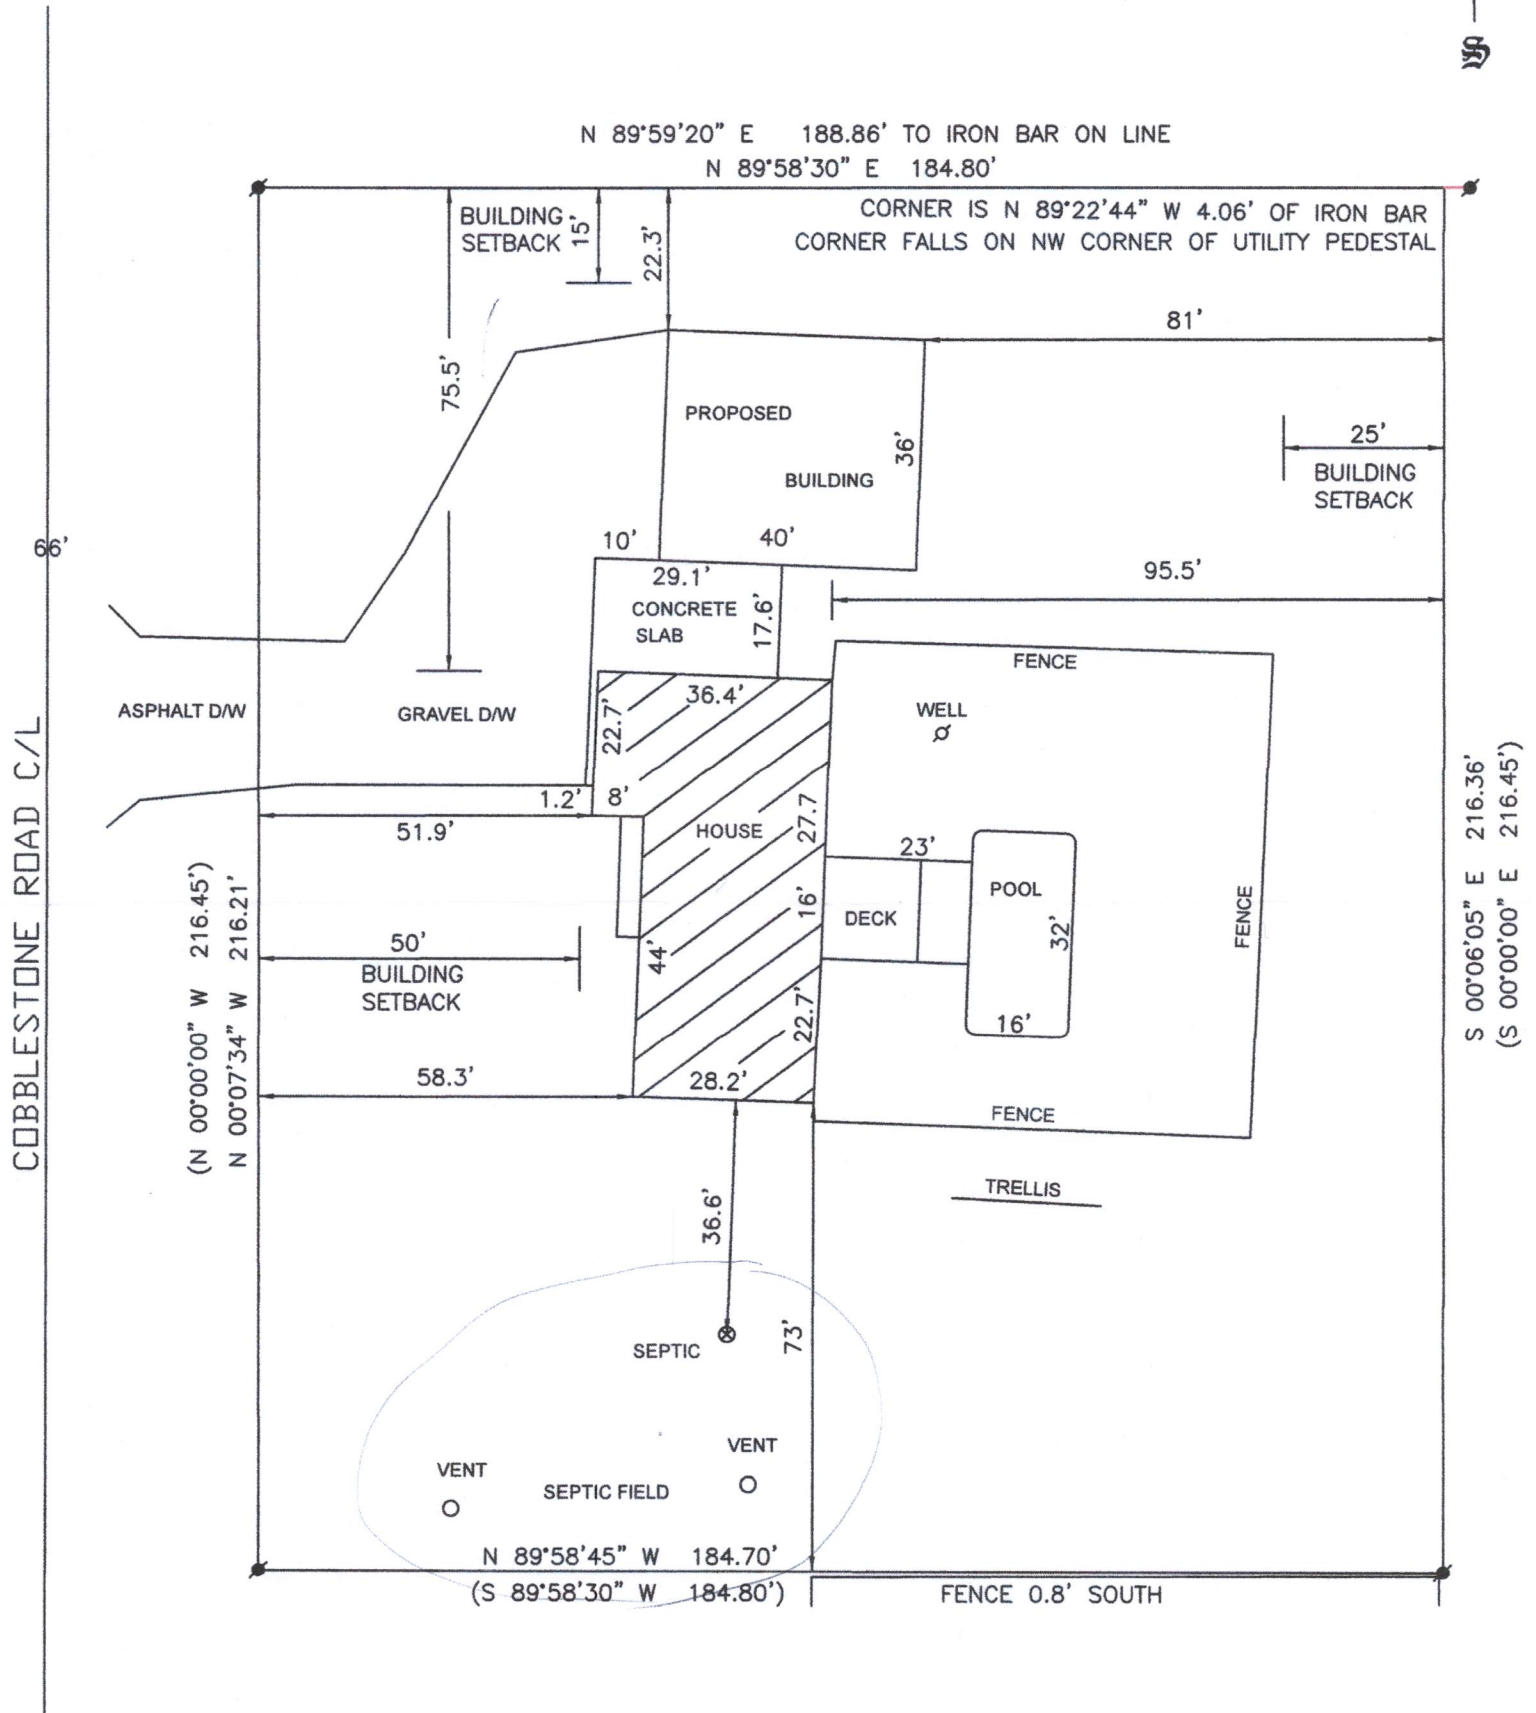 S
N 89°59'20" E 188.86' TO IRON BAR ON LINE
N 89°58'30" E 184.80'
CORNER IS N 89°22'44" W 4.06' OF IRON BAR
CORNER FALLS ON NW CORNER OF UTILITY PEDESTAL
BUILDING
SETBACK
15'
22.3'
75.5'
81'
PROPOSED
BUILDING
36'
25'
BUILDING
SETBACK
66'
10'
40'
29.1'
CONCRETE
SLAB
17.6'
95.5'
FENCE
ASPHALT D/W
GRAVEL D/W
36.4'
22.7'
WELL
1.2'
8'
51.9'
HOUSE
27.7
23'
16'
DECK
POOL
32'
16'
FENCE
50'
BUILDING
SETBACK
44'
22.7'
58.3'
28.2'
FENCE
TRELLIS
COBBLESTONE ROAD C/L
(N 00°00'00" W 216.45')
N 00°07'34" W 216.21'
S 00°06'05" E 216.36'
(S 00°00'00" E 216.45')
36.6'
73'
SEPTIC
VENT
VENT
SEPTIC FIELD
N 89°58'45" W 184.70'
(S 89°58'30" W 184.80')
FENCE 0.8' SOUTH